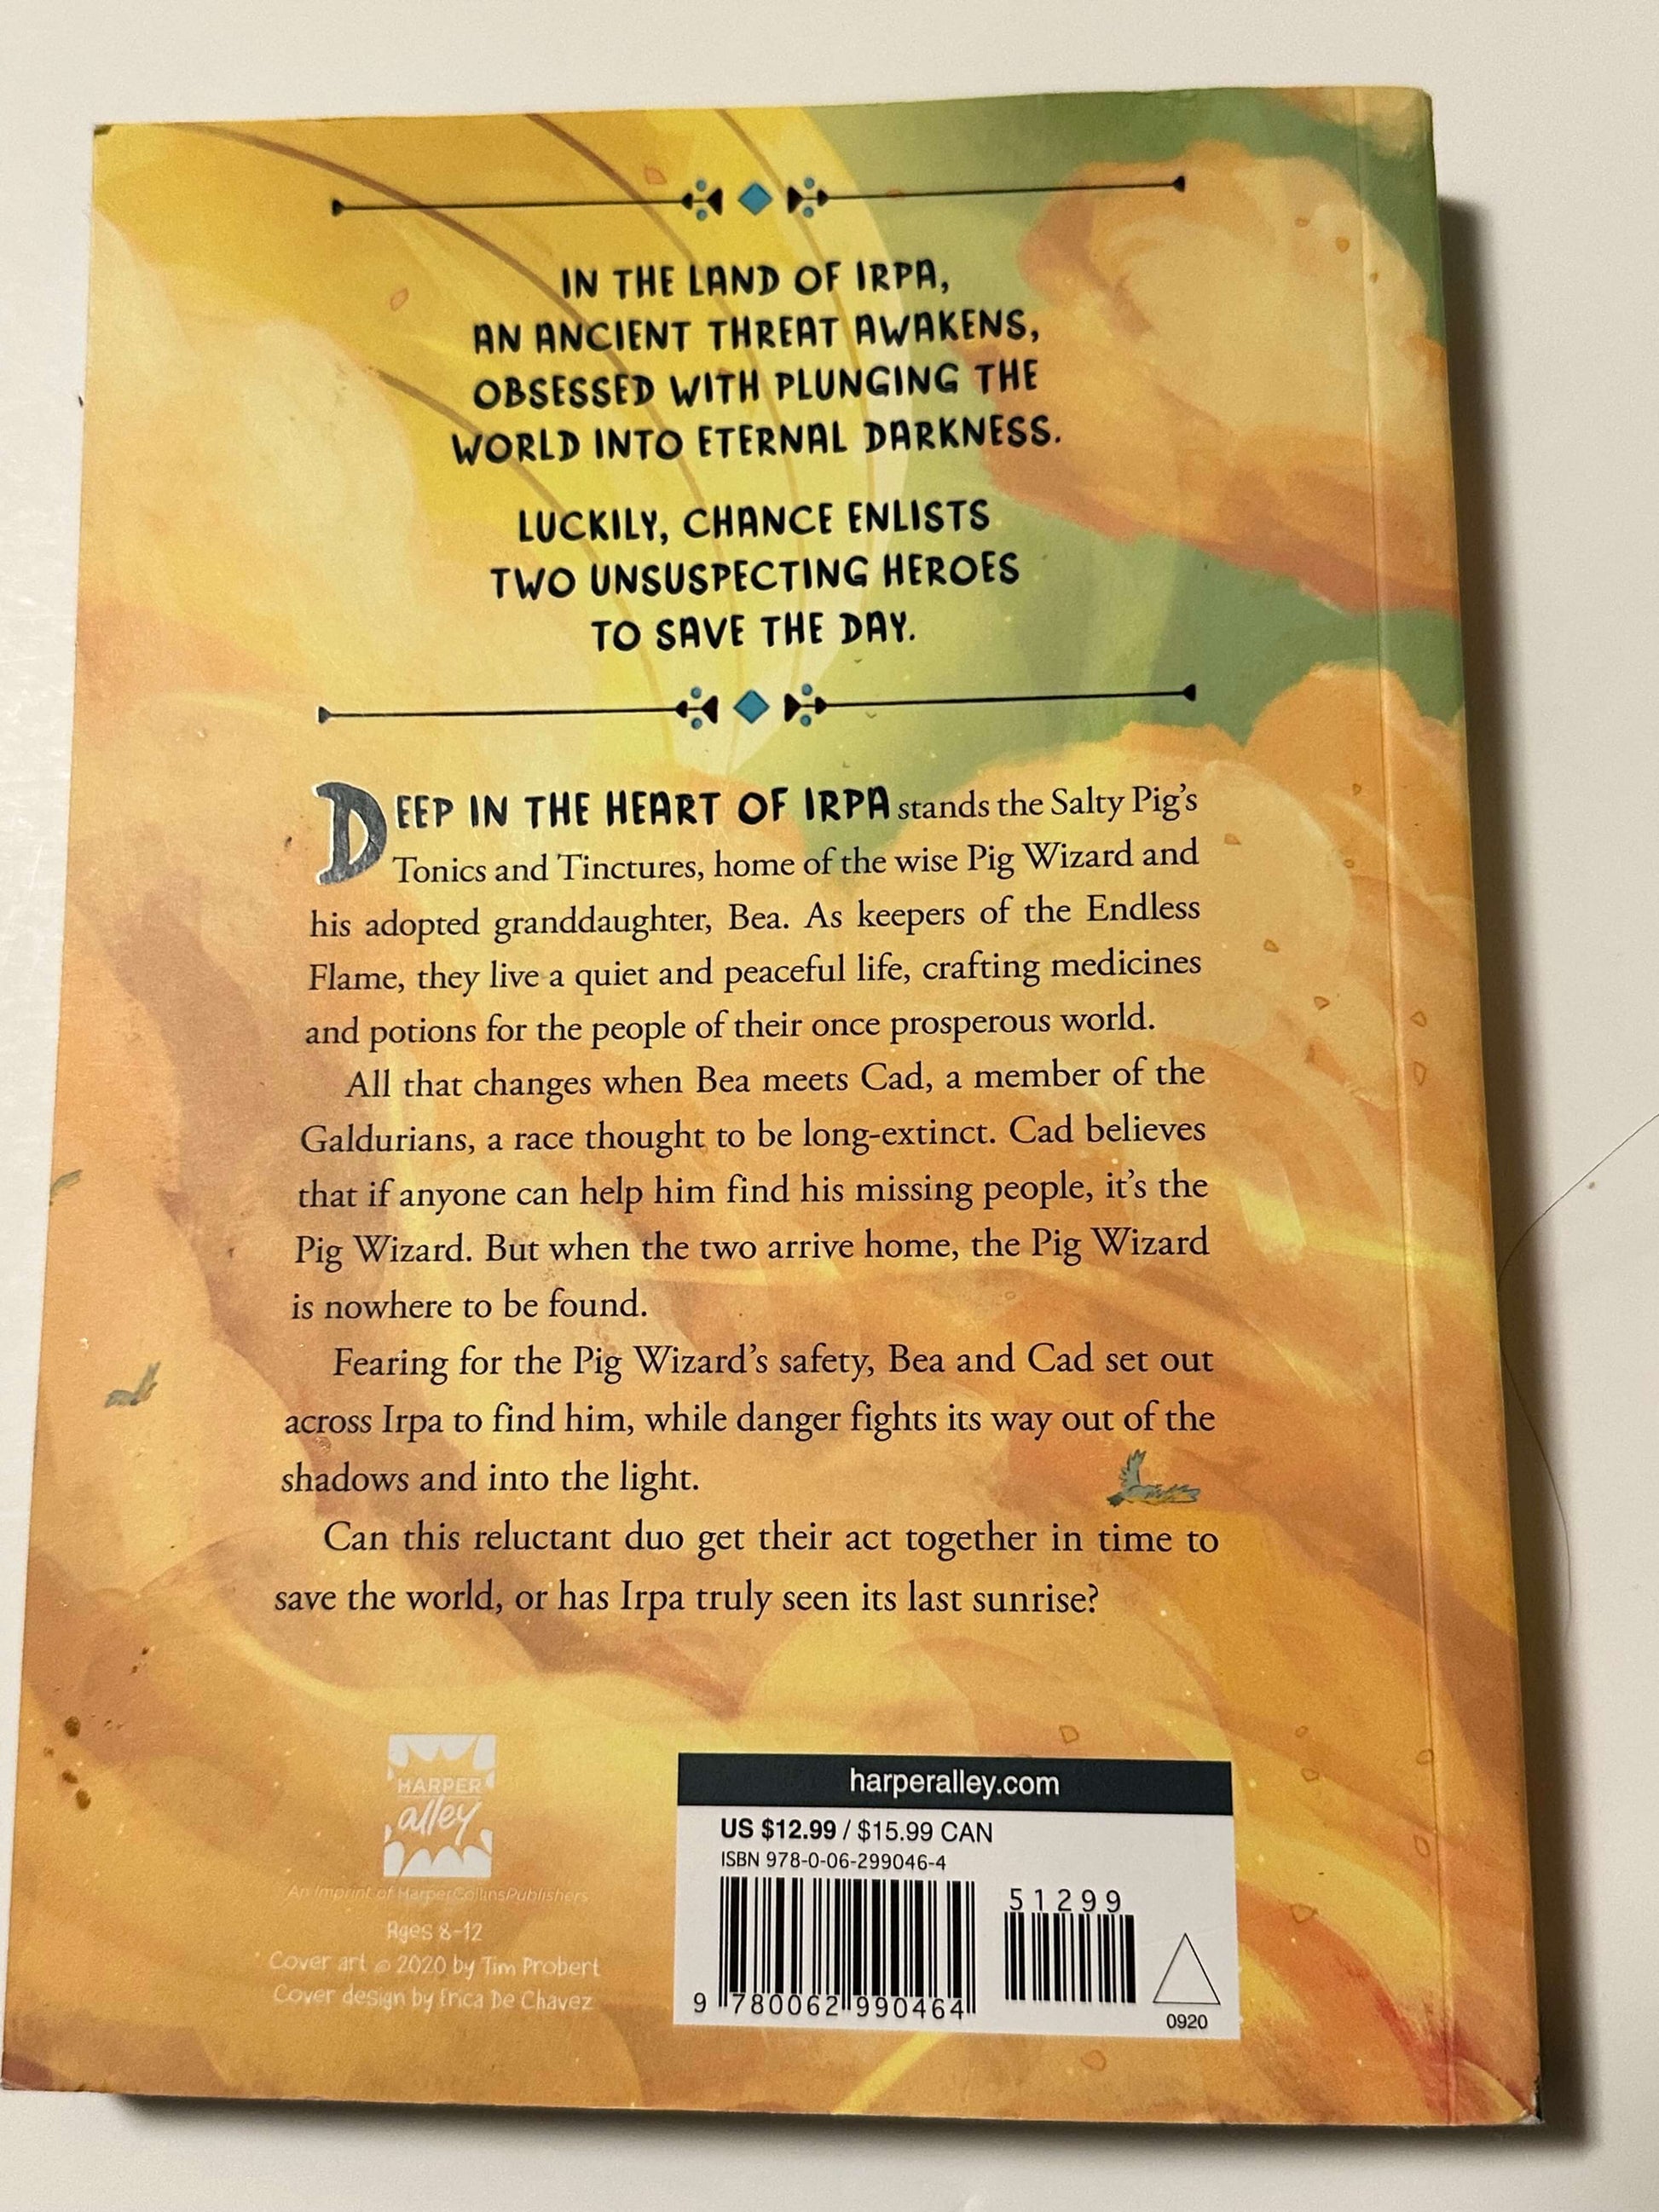 IN THE LAND OF IRPA,
AN ANCIENT THREAT AWAKENS,
OBSESSED WITH PLUNGING THE
WORLD INTO ETERNAL DARKNESS.
LUCKILY, CHANCE ENLISTS
TWO UNSUSPECTING HEROES
TO SAVE THE DAY.
DEEP IN THE HEART OF IRPA stands the Salty Pig’s
Tonics and Tinctures, home of the wise Pig Wizard and
his adopted granddaughter, Bea. As keepers of the Endless
Flame, they live a quiet and peaceful life, crafting medicines
and potions for the people of their once prosperous world.
All that changes when Bea meets Cad, a member of the
Galdurians, a race thought to be long-extinct. Cad believes
that if anyone can help him find his missing people, it’s the
Pig Wizard. But when the two arrive home, the Pig Wizard
is nowhere to be found.
Fearing for the Pig Wizard’s safety, Bea and Cad set out
across Irpa to find him, while danger fights its way out of the
shadows and into the light.
Can this reluctant duo get their act together in time to
save the world, or has Irpa truly seen its last sunrise?
HARPER
alley
An Imprint of HarperCollinsPublishers
Ages 8–12
Cover art © 2020 by Tim Probert
Cover design by Erica De Chavez
harperalley.com
US $12.99 / $15.99 CAN
ISBN 978-0-06-299046-4
51299
9 780062 990464
0920